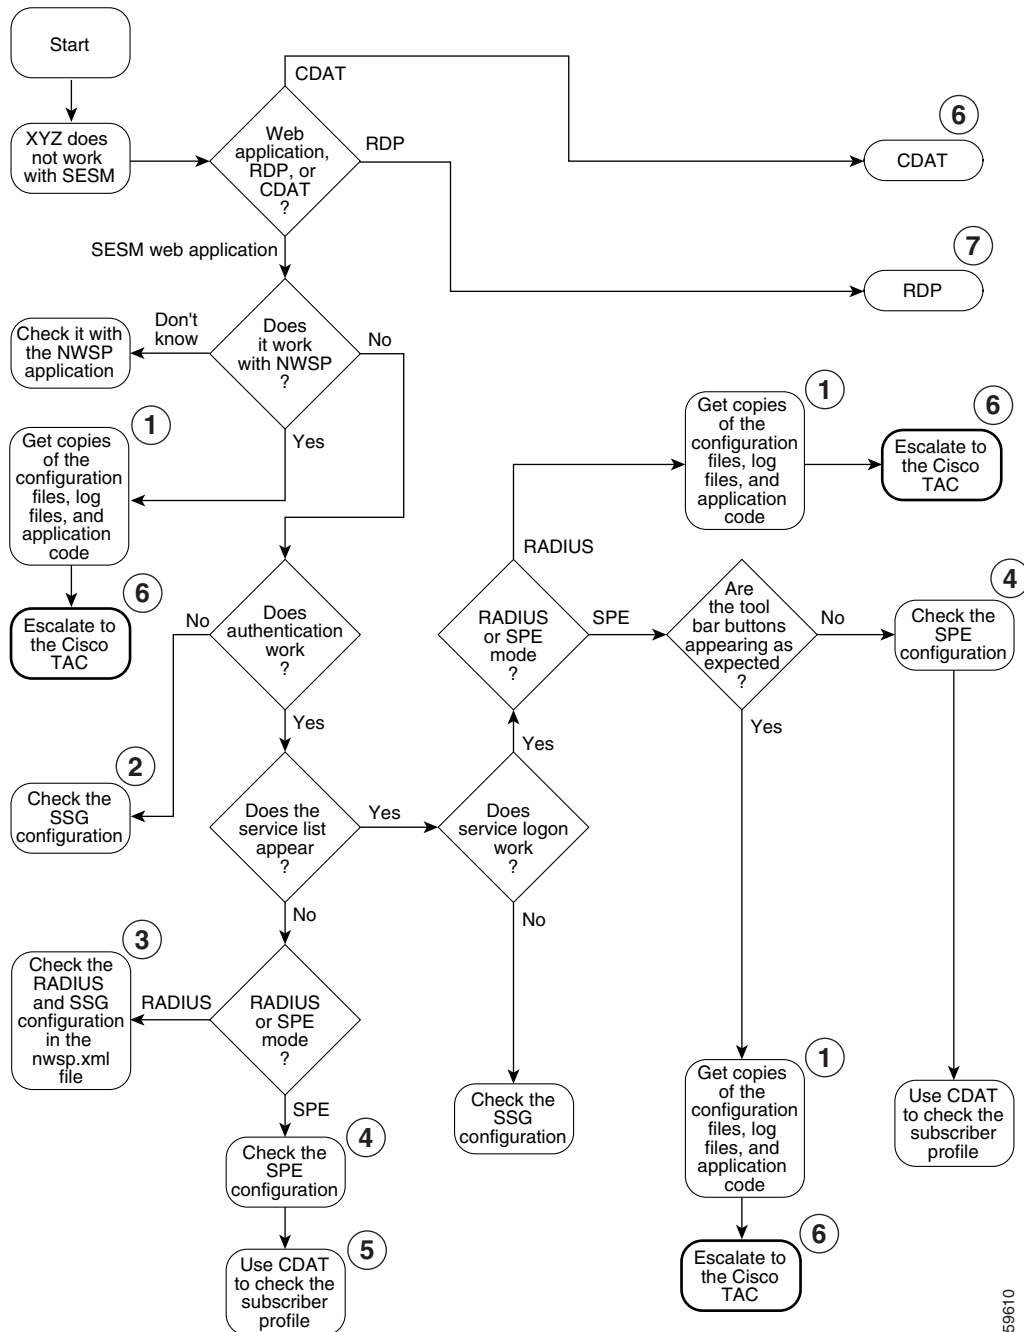 Start
CDAT
XYZ does
not work
with SESM
Web
application,
RDP, or
CDAT
?
RDP
6
CDAT
SESM web application
7
RDP
Don't
know
Check it with
the NWSP
application
Does
it work
with NWSP
?
No
Yes
1
Get copies
of the
configuration
files, log
files, and
application
code
1
Get copies
of the
configuration
files, log
files, and
application
code
6
Escalate to
the Cisco
TAC
6
Escalate to
the Cisco
TAC
No
Does
authentication
work
?
Yes
RADIUS
RADIUS
or SPE
mode
?
SPE
Are
the tool
bar buttons
appearing as
expected
?
No
4
Check the
SPE
configuration
Yes
2
Check the
SSG
configuration
Does the
service list
appear
?
Yes
Does
service logon
work
?
Yes
No
No
3
Check the
RADIUS
and SSG
configuration
in the
nwsp.xml
file
RADIUS
RADIUS
or SPE
mode
?
SPE
Check the
SSG
configuration
1
Get copies
of the
configuration
files, log
files, and
application
code
Use CDAT
to check the
subscriber
profile
4
Check the
SPE
configuration
5
Use CDAT
to check the
subscriber
profile
6
Escalate to
the Cisco
TAC
59610